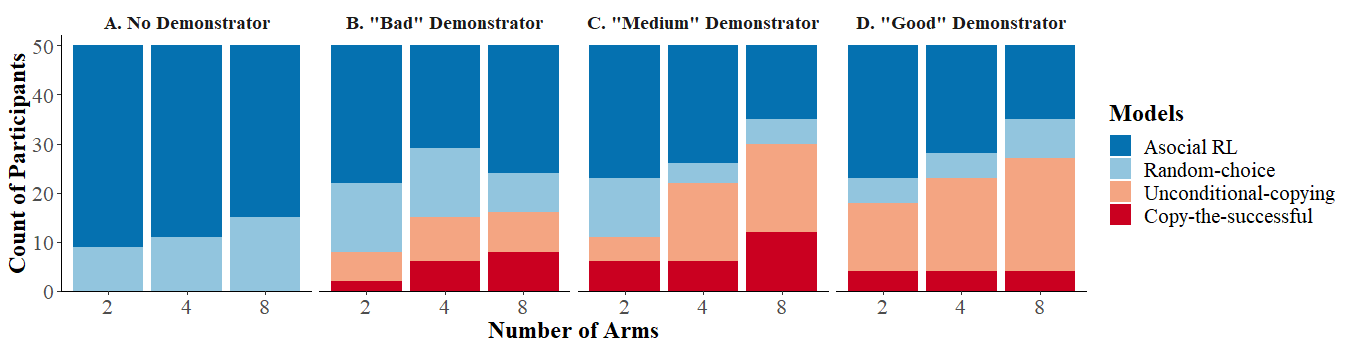 A. No Demonstrator
B. "Bad" Demonstrator
C. "Medium" Demonstrator
D. "Good" Demonstrator
Count of Participants
50
40
30
20
10
0
2 4 8
2 4 8
2 4 8
2 4 8
Number of Arms
Models
Asocial RL
Random-choice
Unconditional-copying
Copy-the-successful